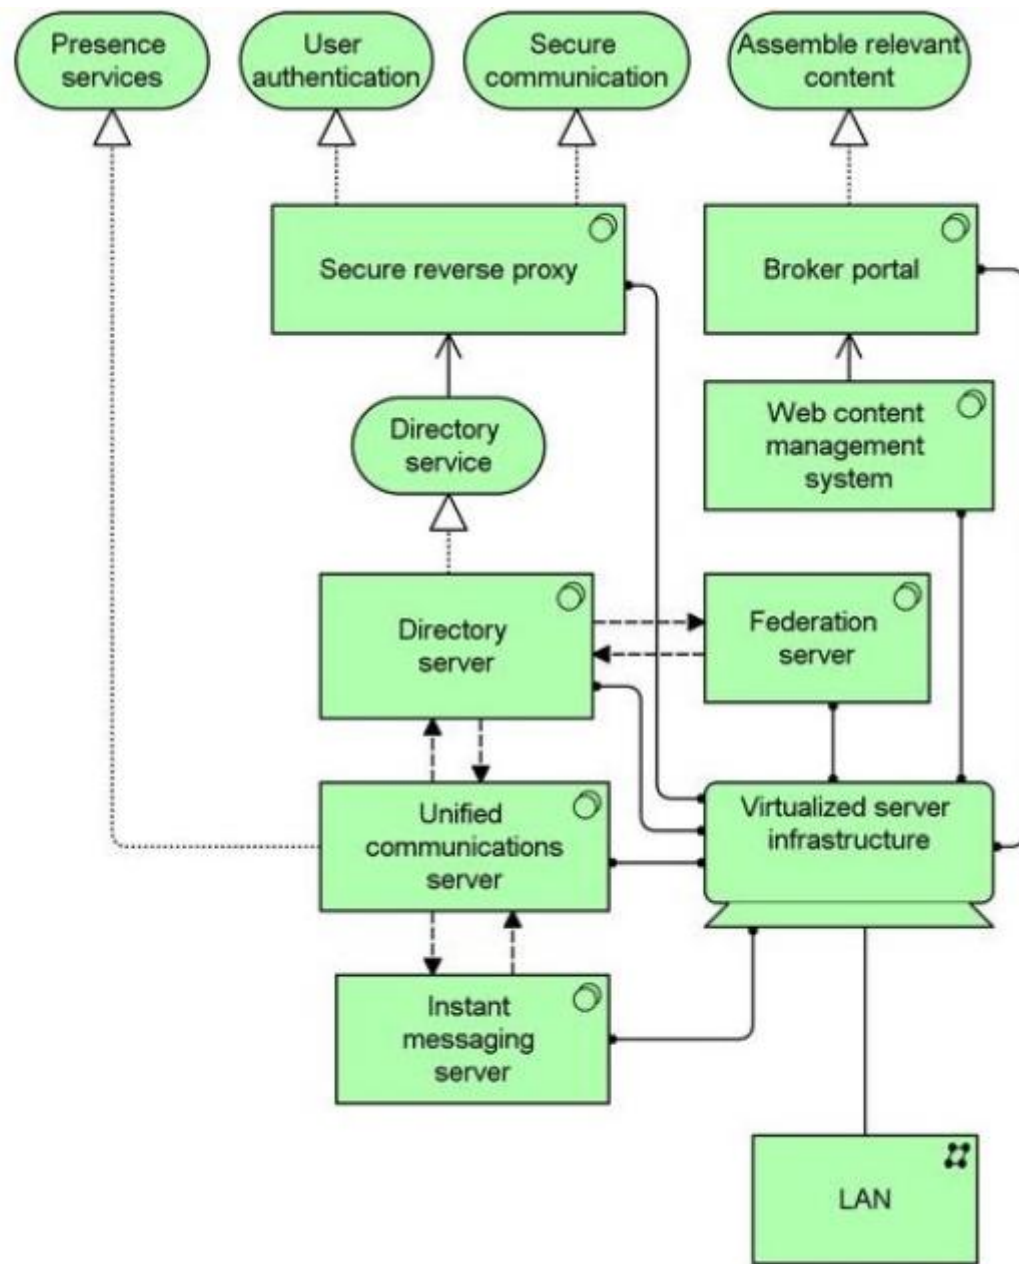 Presence
services
User
authentication
Secure
communication
Assemble relevant
content
Secure reverse proxy
Broker portal
Web content
management
system
Directory
service
Directory
server
Federation
server
Unified
communications
server
Virtualized server
infrastructure
Instant
messaging
server
LAN